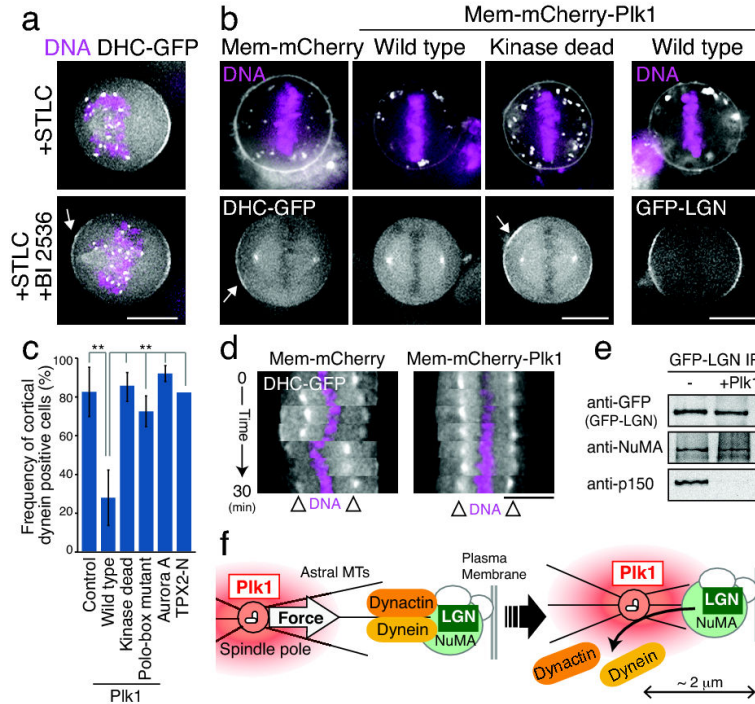 a
DNA DHC-GFP
+STLC
+STLC
+BI 2536
b
Mem-mCherry-Plk1
Mem-mCherry
Wild type
Kinase dead
Wild type
DNA
DNA
DHC-GFP
GFP-LGN
c
Frequency of cortical
dynein positive cells (%)
100
80
60
40
20
0
**
**
Control
Wild type
Kinase dead
Polo-box mutant
Aurora A
TPX2-N
Plk1
d
Mem-mCherry
Mem-mCherry-Plk1
DHC-GFP
0
Time
30
(min)
DNA
DNA
e
GFP-LGN IP
-
+Plk1
anti-GFP
(GFP-LGN)
anti-NuMA
anti-p150
f
Plk1
Astral MTs
Force
Spindle pole
Dynactin
Dynein
LGN
NuMA
Plasma
Membrane
Plk1
LGN
NuMA
Dynactin
Dynein
~ 2 μm